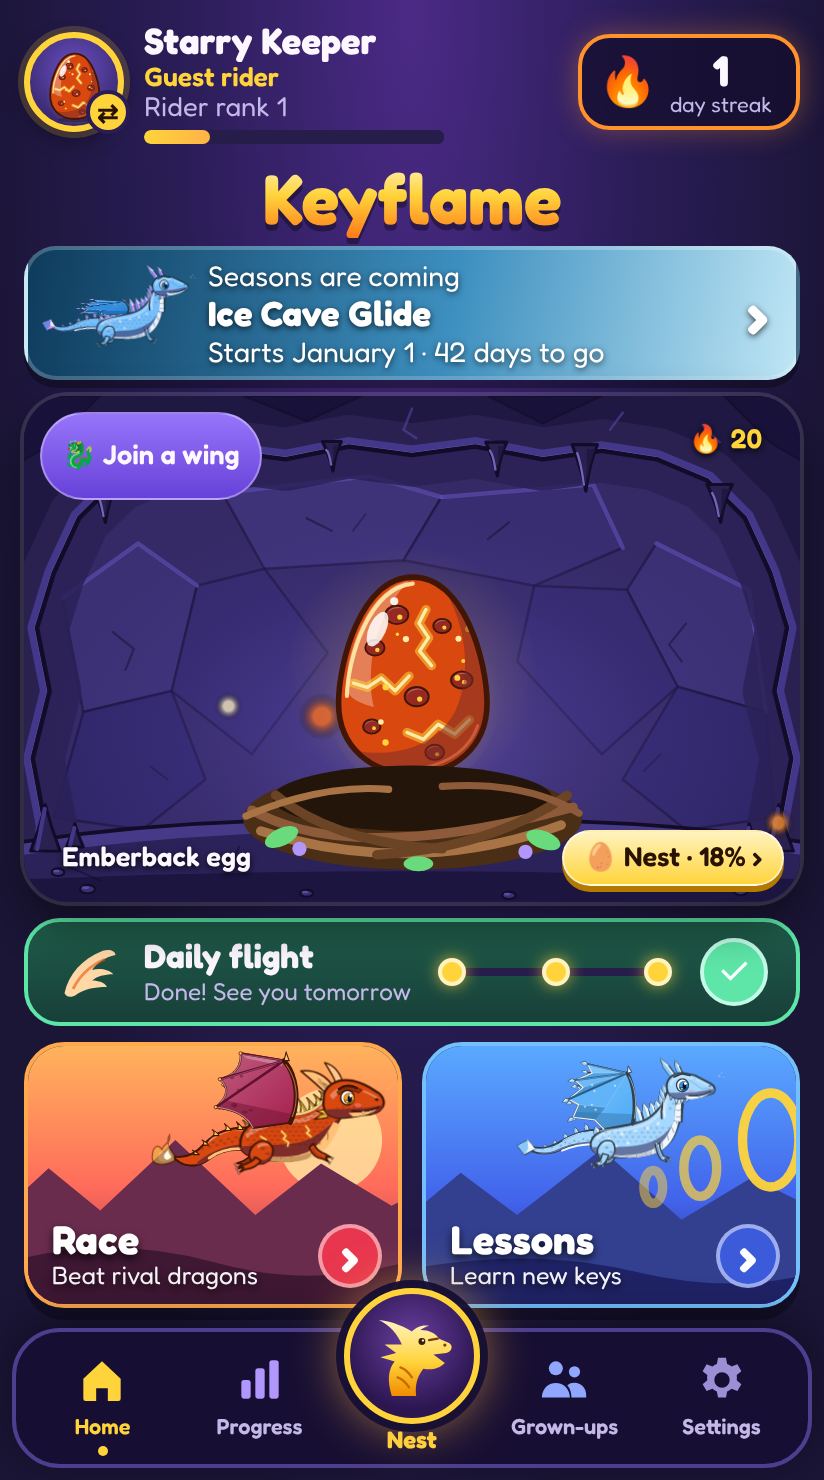 Starry Keeper
Guest rider
Rider rank 1
1
day streak
Keyflame
Seasons are coming
Ice Cave Glide
Starts January 1 · 42 days to go
Join a wing
20
Emberback egg
Nest · 18% ›
Daily flight
Done! See you tomorrow
Race
Beat rival dragons
Lessons
Learn new keys
Home
Progress
Nest
Grown-ups
Settings